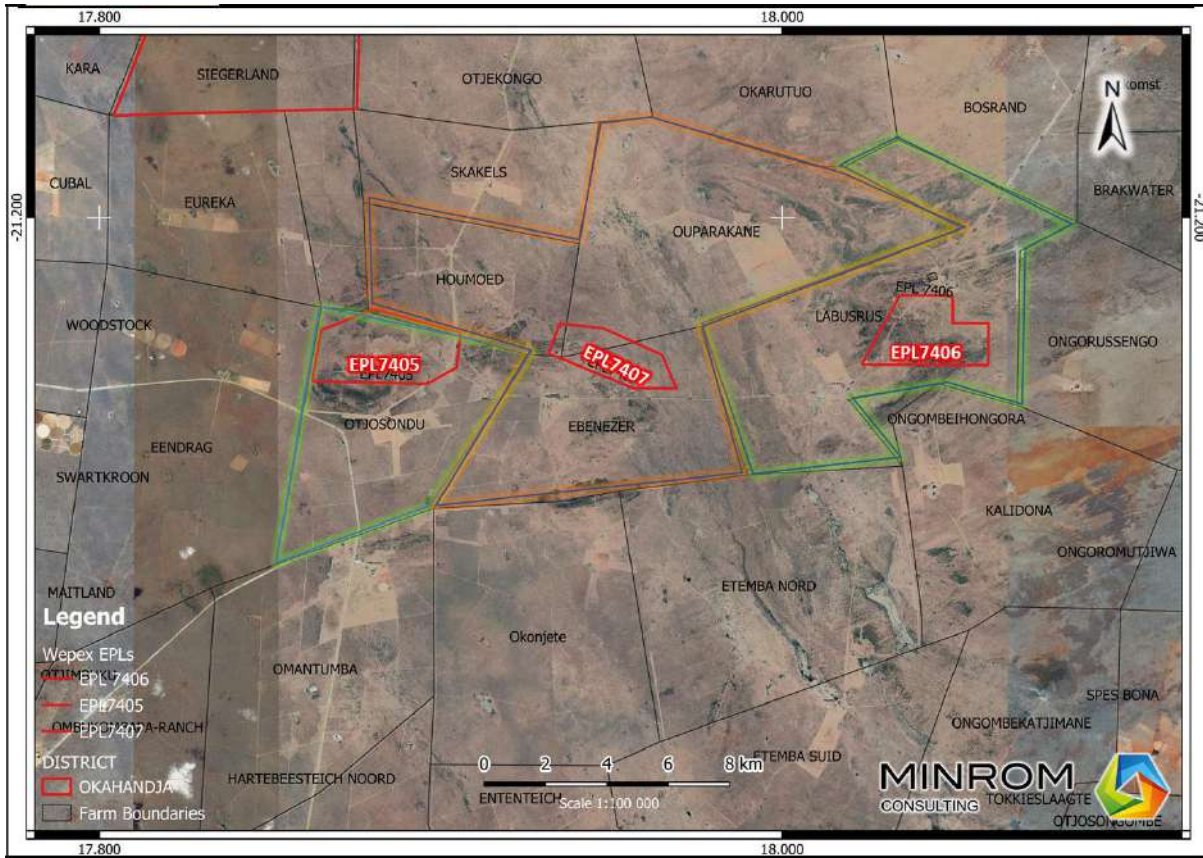 17.800 18.000
KARA
SIEGERLAND
OTJEKONGO
OKARUTUO
BOSRAND
N
komst
CUBAL
EUREKA
SKAKELS
BRAKWATER
-21.200
-21.200
OUPARAKANE
HOUMOED
EPL 7406
LABUSRUS
WOODSTOCK
ONGORUSSENGO
EPL7405
EPL7407
EPL7406
OTJOSONDU
EBENEZER
ONGOMBEIHONGORA
EENDRAG
SWARTKROON
KALIDONA
ONGOROMUTJIWA
MAITLAND
ETEMBA NORD
Legend
Okonjete
Wepex EPLs
EPL 7406
OMANTUMBA
EPL7405
SPES BONA
EPL7407
ONGOMBEKATJIMANE
DISTRICT
ETEMBA SUID
OKAHANDJA
HARTEBEESTEICH NOORD
Farm Boundaries
0 2 4 6 8 km
ENTENTEICH
Scale 1:100 000
MINROM
CONSULTING
TOKKIESLAAGTE
OTJOSONGOMBE
17.800 18.000